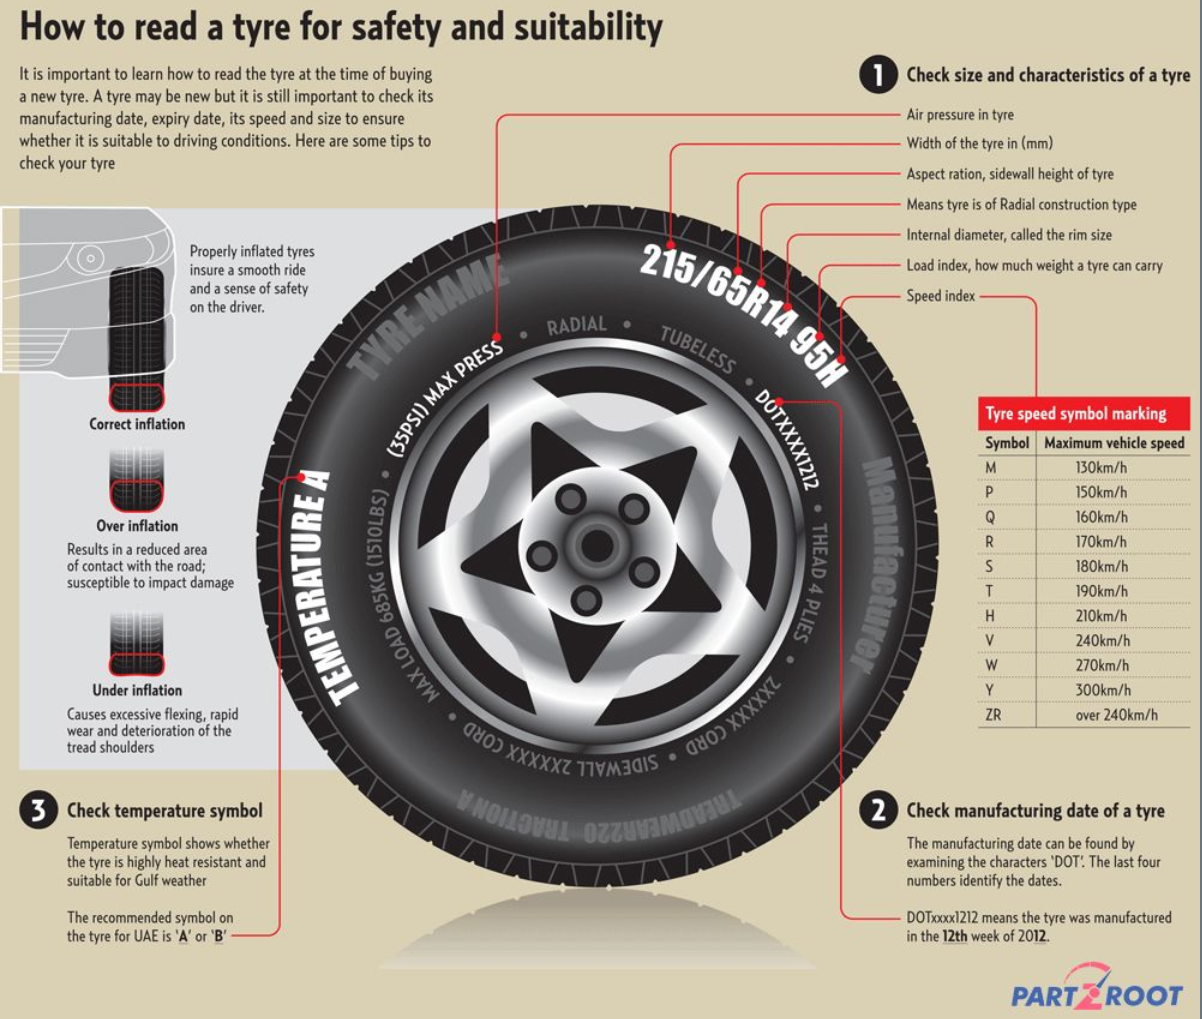 How to read a tyre for safety and suitability
It is important to learn how to read the tyre at the time of buying
a new tyre. A tyre may be new but it is still important to check its
manufacturing date, expiry date, its speed and size to ensure
whether it is suitable to driving conditions. Here are some tips to
check your tyre
1 Check size and characteristics of a tyre
Air pressure in tyre
Width of the tyre in (mm)
Aspect ration, sidewall height of tyre
Means tyre is of Radial construction type
Internal diameter, called the rim size
Load index, how much weight a tyre can carry
Speed index
Tyre speed symbol marking
Symbol Maximum vehicle speed
M 130km/h
P 150km/h
Q 160km/h
R 170km/h
S 180km/h
T 190km/h
H 210km/h
V 240km/h
W 270km/h
Y 300km/h
ZR over 240km/h
Properly inflated tyres
insure a smooth ride
and a sense of safety
on the driver.
Correct inflation
Over inflation
Results in a reduced area
of contact with the road;
susceptible to impact damage
Under inflation
Causes excessive flexing, rapid
wear and deterioration of the
tread shoulders
TYRE NAME
215/65R14 95H
Manufacturer
TREADWEAR220 TRACTION A
TEMPERATURE A
(35PSI) MAX PRESS • RADIAL • TUBELESS • DOTXXXX1212 • THEAD 4 PLIES • 2XXXXX CORD • SIDEWALL 2XXXXX CORD • MAX LOAD 685KG (1510LBS) •
3 Check temperature symbol
Temperature symbol shows whether
the tyre is highly heat resistant and
suitable for Gulf weather
The recommended symbol on
the tyre for UAE is ‘A’ or ‘B’
2 Check manufacturing date of a tyre
The manufacturing date can be found by
examining the characters ‘DOT’. The last four
numbers identify the dates.
DOTxxxx1212 means the tyre was manufactured
in the 12th week of 2012.
PART2ROOT